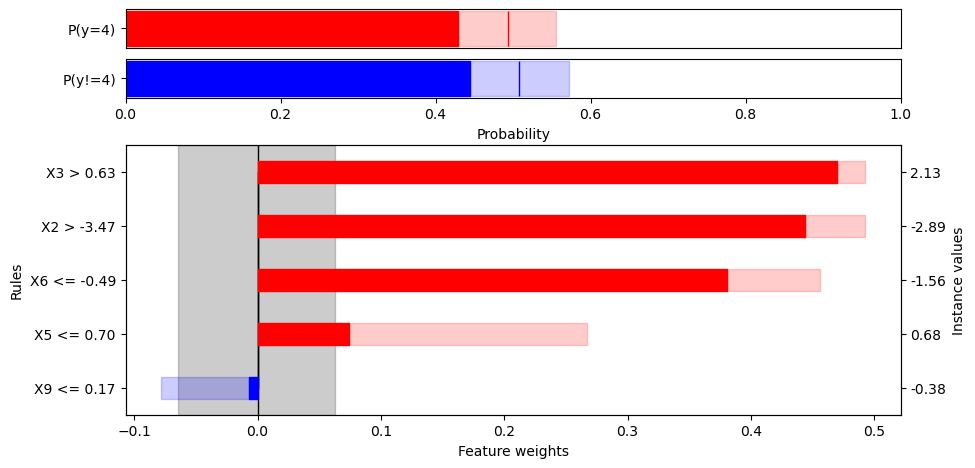 P(y=4)
P(y!=4)
0.0 0.2 0.4 0.6 0.8 1.0
Probability
Rules
X3 > 0.63 2.13
X2 > -3.47 -2.89
X6 <= -0.49 -1.56
X5 <= 0.70 0.68
X9 <= 0.17 -0.38
Instance values
−0.1 0.0 0.1 0.2 0.3 0.4 0.5
Feature weights